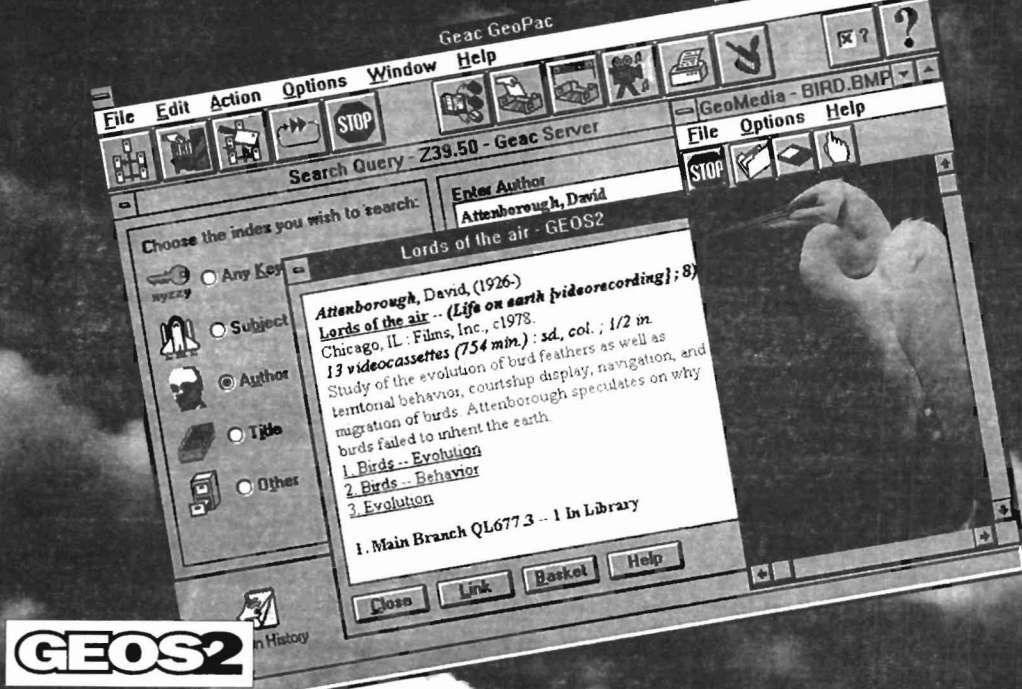 Geac GeoPac
File Edit Action Options Window Help
STOP
?
?
Search Query - Z39.50 - Geac Server
Choose the index you wish to search:
nyzzy
Any Key
Subject
Author
Title
Other
Enter Author
Attenborough, David
GeoMedia - BIRD.BMP
File Options Help
STOP
Lords of the air - GEOS2
Attenborough, David, (1926-)
Lords of the air -- (Life on earth [videorecording] ; 8)
Chicago, IL : Films, Inc., c1978.
13 videocassettes (754 min.) : sd., col. ; 1/2 in.
Study of the evolution of bird feathers as well as
territorial behavior, courtship display, navigation, and
migration of birds. Attenborough speculates on why
birds failed to inherit the earth.
1. Birds -- Evolution
2. Birds -- Behavior
3. Evolution
1. Main Branch QL677.3 -- 1 In Library
Close Link Basket Help
History
GEOS2